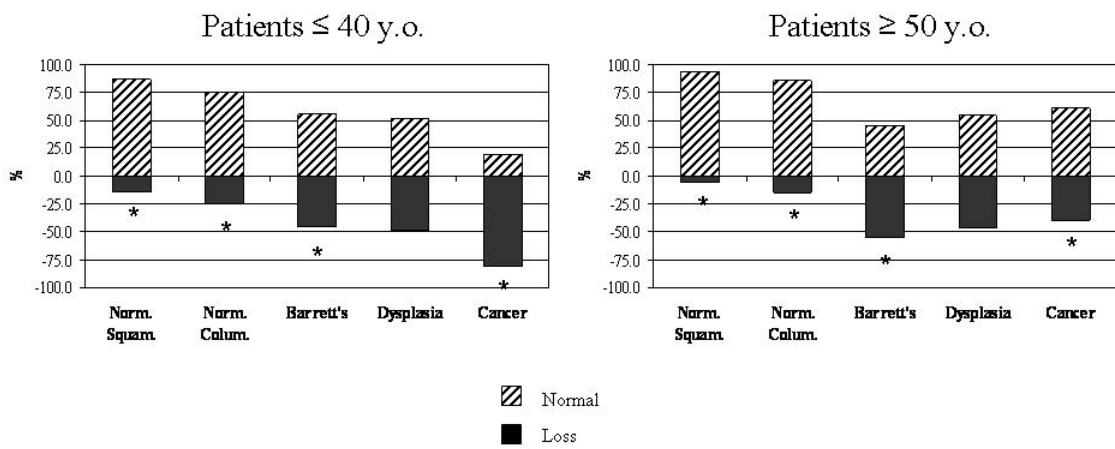 Patients ≤ 40 y.o.
100.0
75.0
50.0
25.0
0.0
-25.0
-50.0
-75.0
-100.0
%
*
*
*
*
Norm.
Squam.
Norm.
Colum.
Barrett's
Dysplasia
Cancer
Patients ≥ 50 y.o.
100.0
75.0
50.0
25.0
0.0
-25.0
-50.0
-75.0
-100.0
%
*
*
*
*
Norm.
Squam.
Norm.
Colum.
Barrett's
Dysplasia
Cancer
Normal
Loss